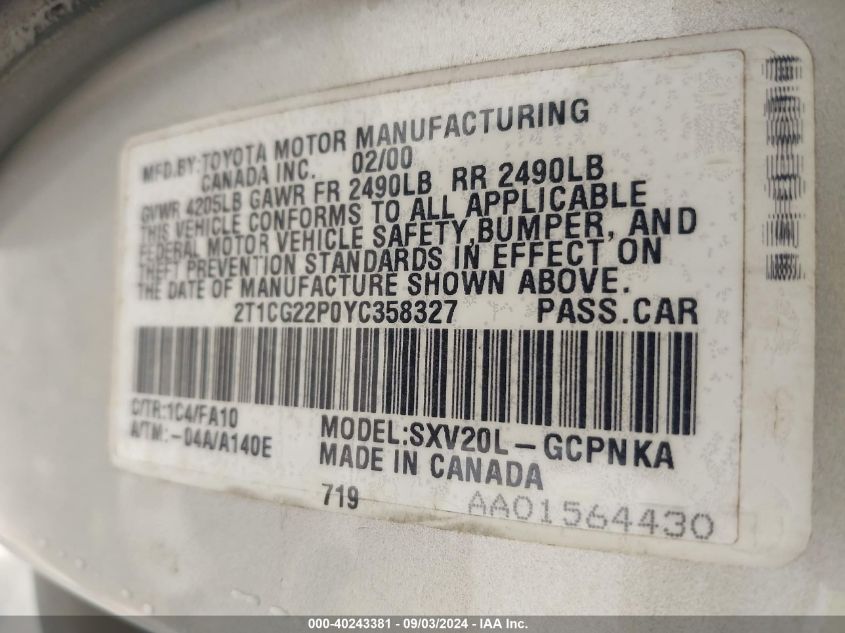 MFD.BY:TOYOTA MOTOR MANUFACTURING
CANADA INC. 02/00
GVWR 4205LB GAWR FR 2490LB RR 2490LB
THIS VEHICLE CONFORMS TO ALL APPLICABLE
FEDERAL MOTOR VEHICLE SAFETY,BUMPER, AND
THEFT PREVENTION STANDARDS IN EFFECT ON
THE DATE OF MANUFACTURE SHOWN ABOVE.
2T1CG22P0YC358327 PASS.CAR
C/TR:1C4/FA10
A/TM:-04A/A140E
MODEL:SXV20L-GCPNKA
MADE IN CANADA
719
AA01564430
000-40243381 - 09/03/2024 - IAA Inc.